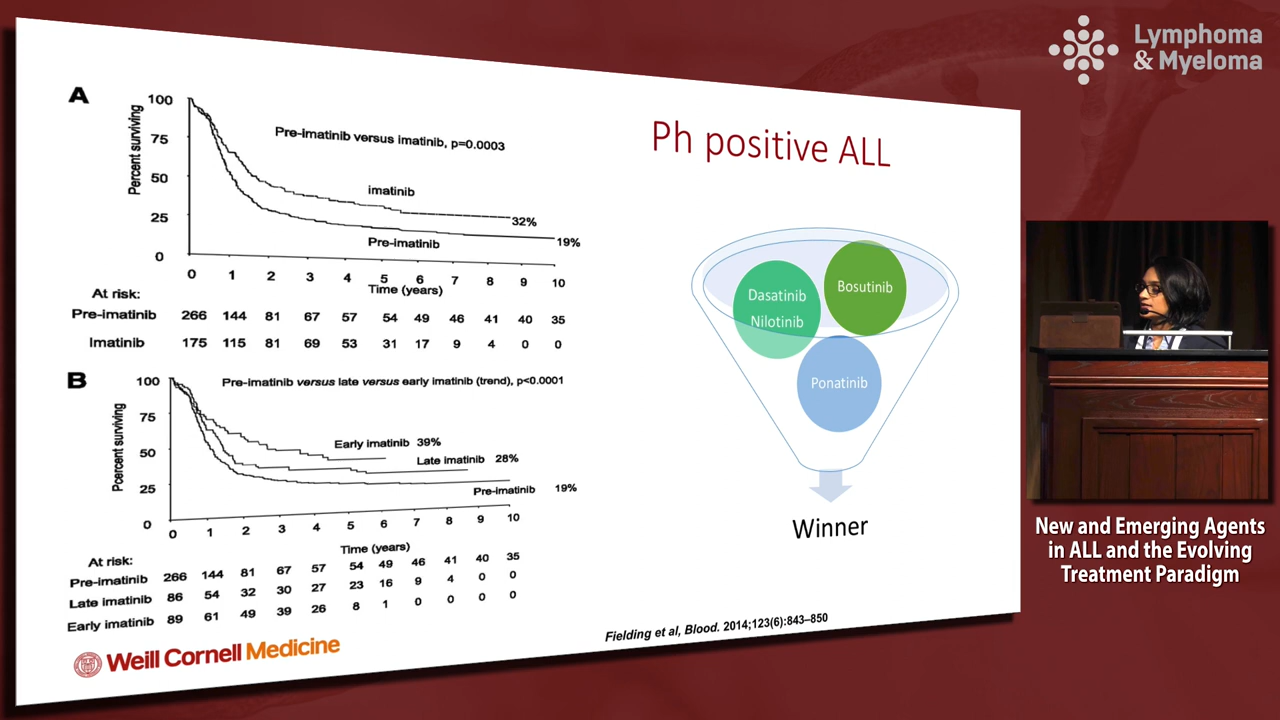 Lymphoma
& Myeloma
Ph positive ALL
A
Percent surviving
100
75
50
25
0
Pre-imatinib versus imatinib, p=0.0003
imatinib
32%
Pre-imatinib
19%
0 1 2 3 4 5 6 7 8 9 10
Time (years)
At risk:
Pre-imatinib 266 144 81 67 57 54 49 46 41 40 35
Imatinib 175 115 81 69 53 31 17 9 4 0 0
B
Pcercent surviving
100
75
50
25
0
Pre-imatinib versus late versus early imatinib (trend), p<0.0001
Early imatinib 39%
Late imatinib 28%
Pre-imatinib 19%
0 1 2 3 4 5 6 7 8 9 10
Time (years)
At risk:
Pre-imatinib 266 144 81 67 57 54 49 46 41 40 35
Late imatinib 86 54 32 30 27 23 16 9 4 0 0
Early imatinib 89 61 49 39 26 8 1 0 0 0 0
Dasatinib
Nilotinib
Bosutinib
Ponatinib
Winner
Fielding et al, Blood. 2014;123(6):843–850
Weill Cornell Medicine
New and Emerging Agents
in ALL and the Evolving
Treatment Paradigm